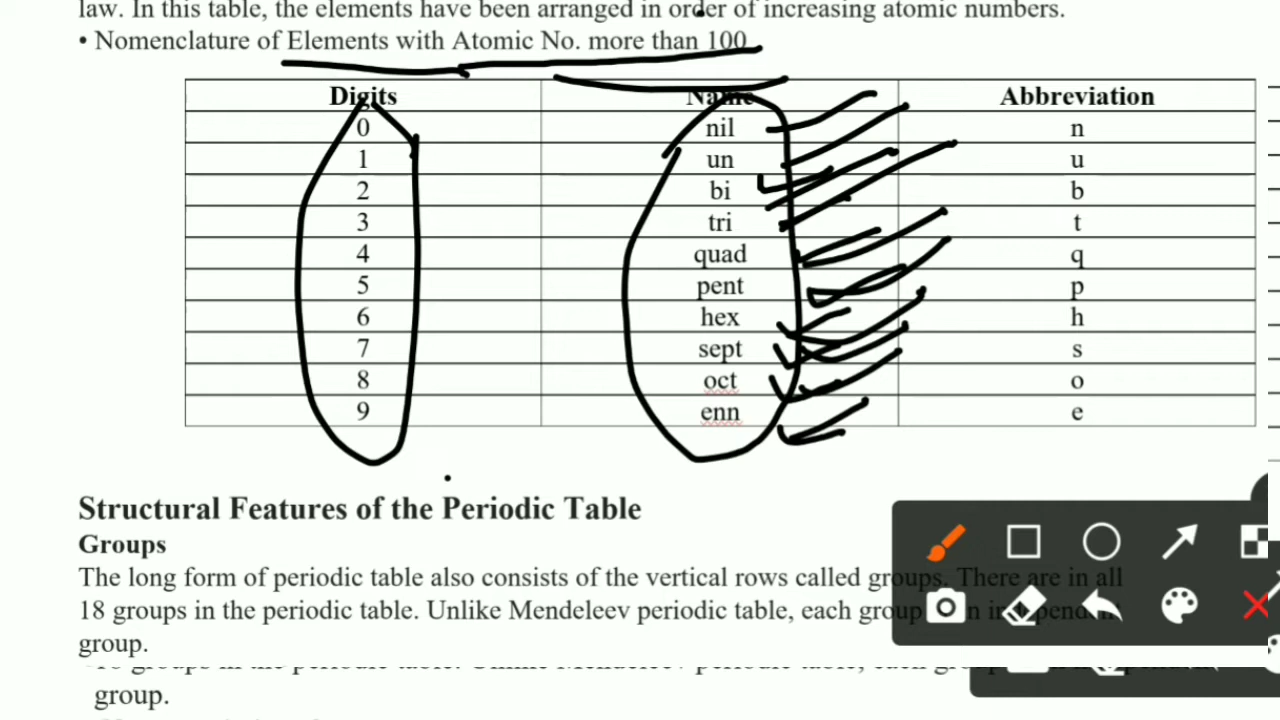 law. In this table, the elements have been arranged in order of increasing atomic numbers.
• Nomenclature of Elements with Atomic No. more than 100
Digits Name Abbreviation
0 nil n
1 un u
2 bi b
3 tri t
4 quad q
5 pent p
6 hex h
7 sept s
8 oct o
9 enn e
Structural Features of the Periodic Table
Groups
The long form of periodic table also consists of the vertical rows called groups. There are in all
18 groups in the periodic table. Unlike Mendeleev periodic table, each group
group.
group.